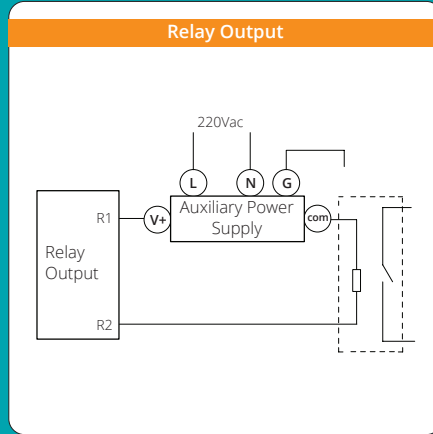 Relay Output
220Vac
L
N
G
R1
V+
Auxiliary Power
Supply
com
Relay
Output
R2